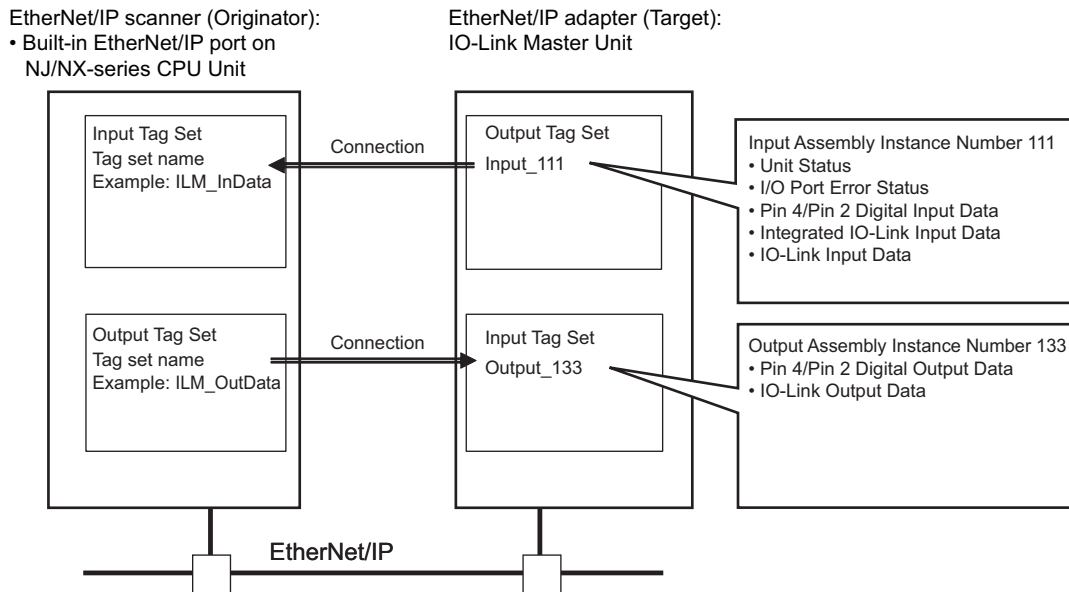 EtherNet/IP scanner (Originator):
• Built-in EtherNet/IP port on
NJ/NX-series CPU Unit
EtherNet/IP adapter (Target):
IO-Link Master Unit
Input Tag Set
Tag set name
Example: ILM_InData
Connection
Output Tag Set
Input_111
Input Assembly Instance Number 111
• Unit Status
• I/O Port Error Status
• Pin 4/Pin 2 Digital Input Data
• Integrated IO-Link Input Data
• IO-Link Input Data
Output Tag Set
Tag set name
Example: ILM_OutData
Connection
Input Tag Set
Output_133
Output Assembly Instance Number 133
• Pin 4/Pin 2 Digital Output Data
• IO-Link Output Data
EtherNet/IP